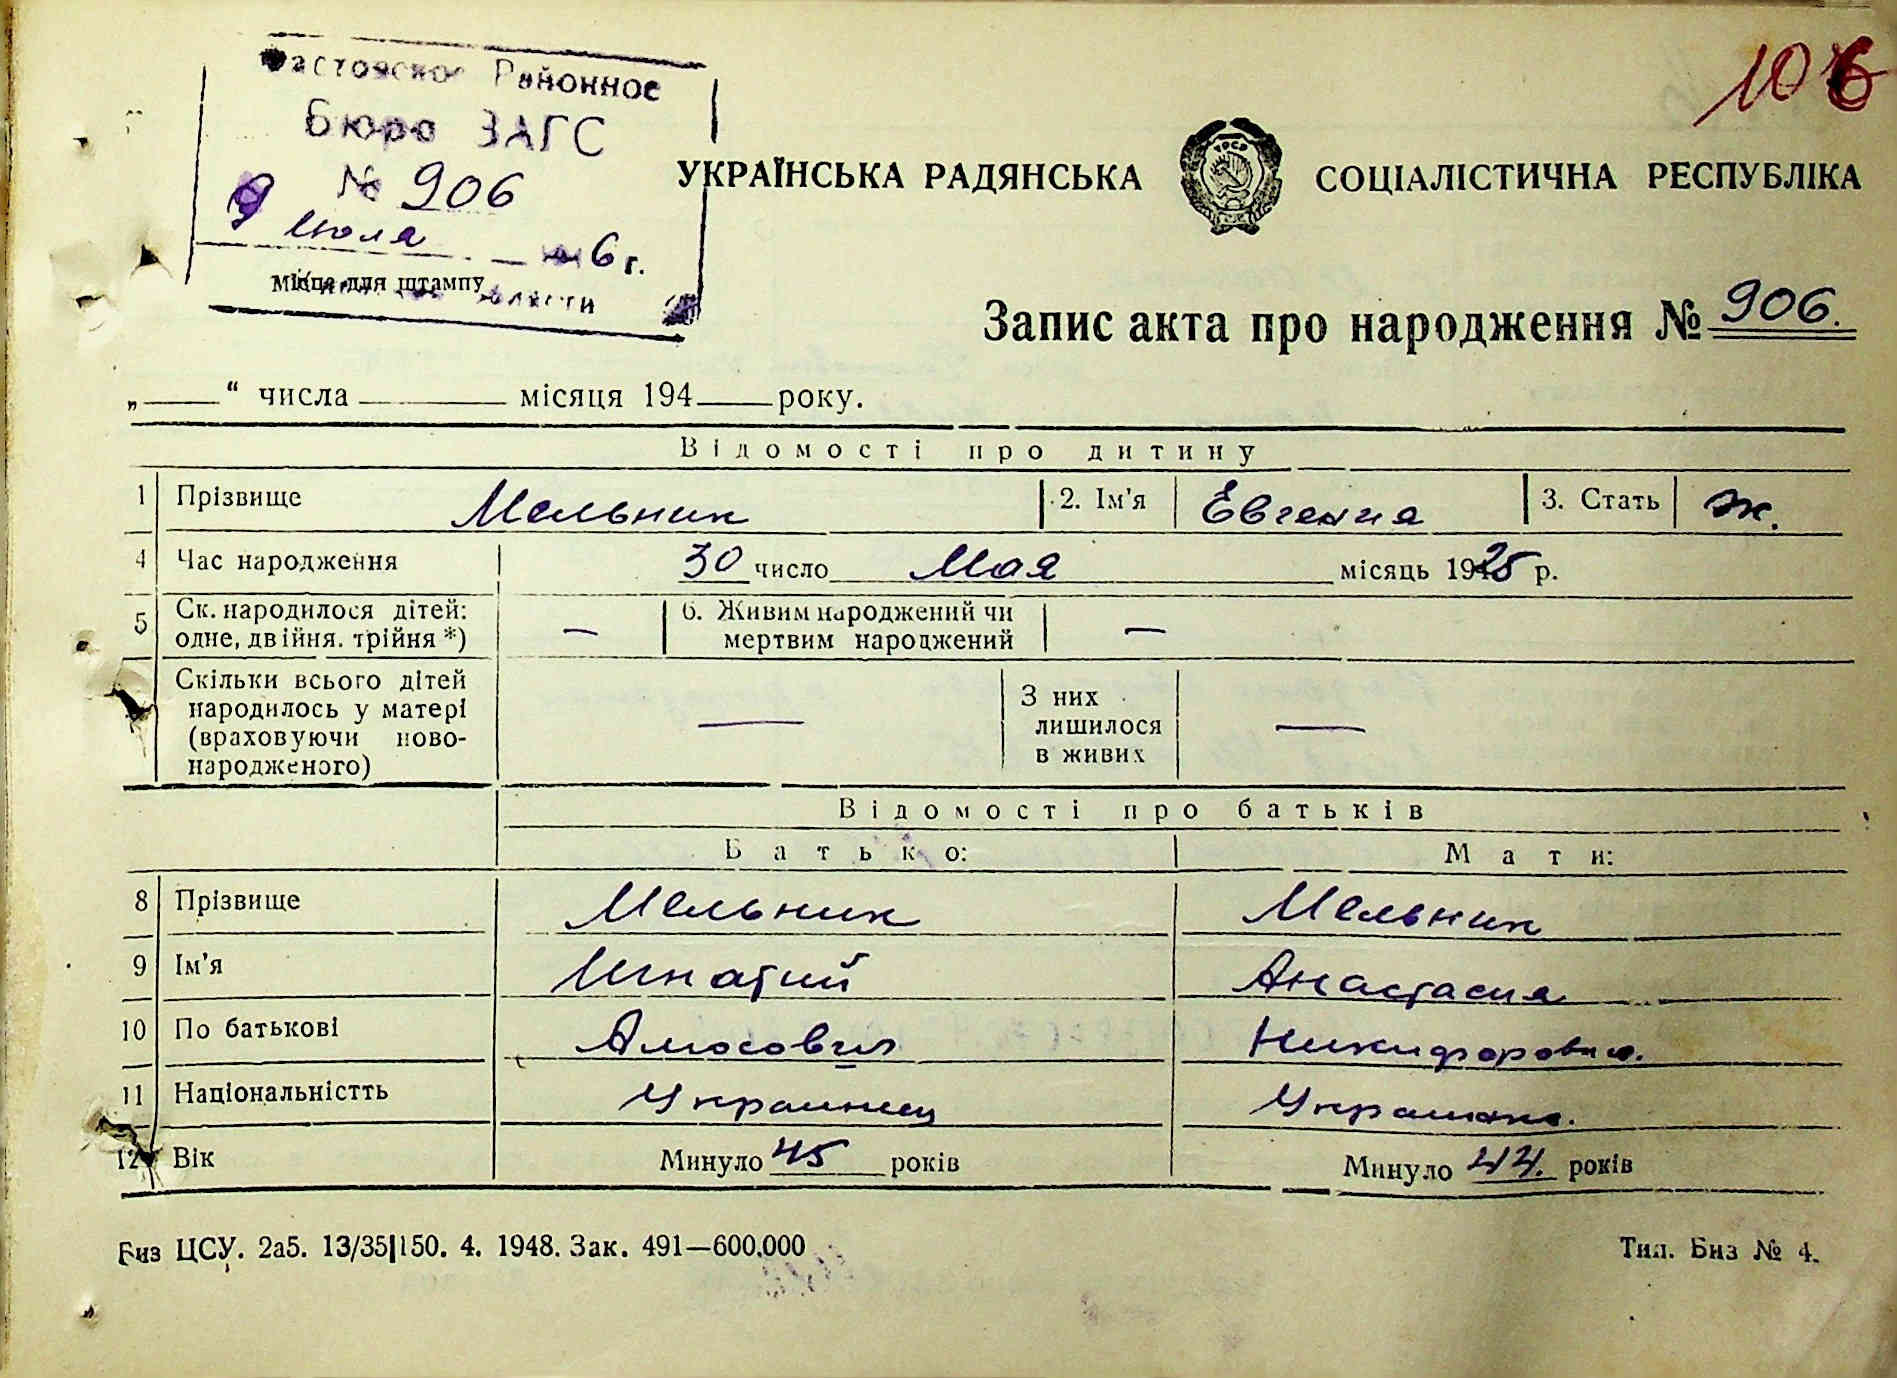 106
Фастовское Районное
Бюро ЗАГС
№ 906
9 Июля 6 г.
місце для штампу
области
УКРАЇНСЬКА РАДЯНСЬКА СОЦІАЛІСТИЧНА РЕСПУБЛІКА
УРСР
Запис акта про народження № 906.
„ “ числа місяця 194 року.
Відомості про дитину
1 Прізвище Мельник 2. Ім'я Евгения 3. Стать ж.
4 Час народження 30 число Мая місяць 1925 р.
5 Ск. народилося дітей: одне, двійня. трійня *) — 6. Живим народжений чи мертвим народжений —
Скільки всього дітей народилось у матері (враховуючи ново-народженого) — З них лишилося в живих —
Відомості про батьків
Батько: Мати:
8 Прізвище Мельник Мельник
9 Ім'я Игнатий Анастасия
10 По батькові Амосович Никифоровна.
11 Національністть Украинец Украинка.
12 Вік Минуло 45 років Минуло 44. років
Биз ЦСУ. 2а5. 13/35|150. 4. 1948. Зак. 491—600.000 Тип. Биз № 4.